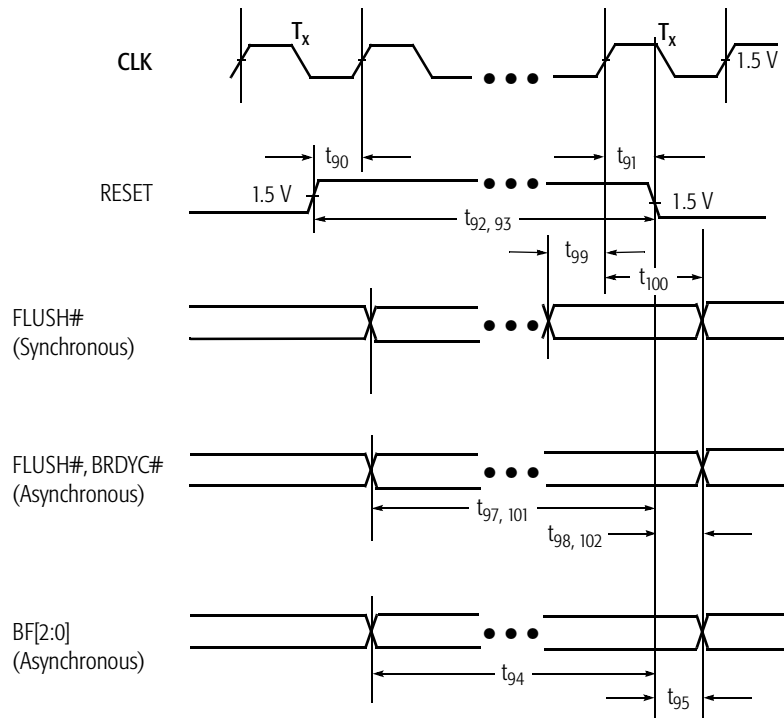 Tx Tx
CLK
1.5 V
t90 t91
RESET
1.5 V 1.5 V
t92, 93
t99
t100
FLUSH#
(Synchronous)
FLUSH#, BRDYC#
(Asynchronous)
t97, 101
t98, 102
BF[2:0]
(Asynchronous)
t94
t95